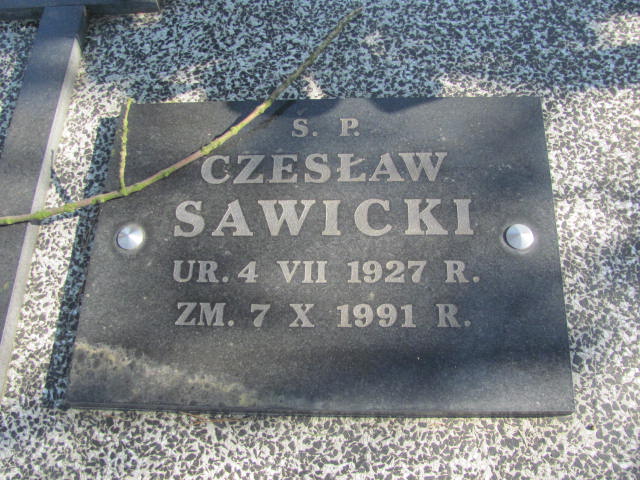 S. P.
CZESŁAW
SAWICKI
UR. 4 VII 1927 R.
ZM. 7 X 1991 R.